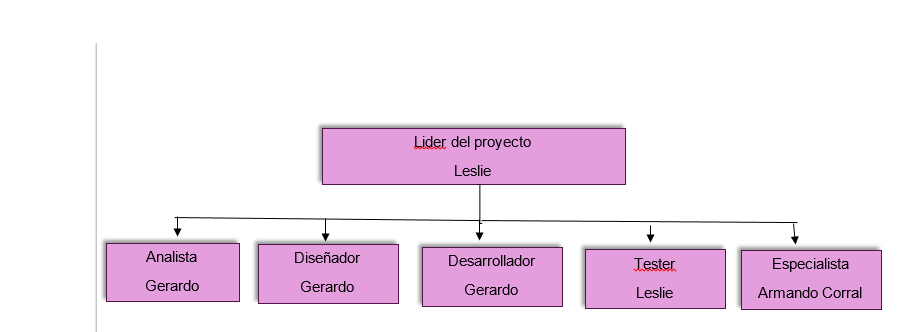 Lider del proyecto
Leslie
Analista
Gerardo
Diseñador
Gerardo
Desarrollador
Gerardo
Tester
Leslie
Especialista
Armando Corral